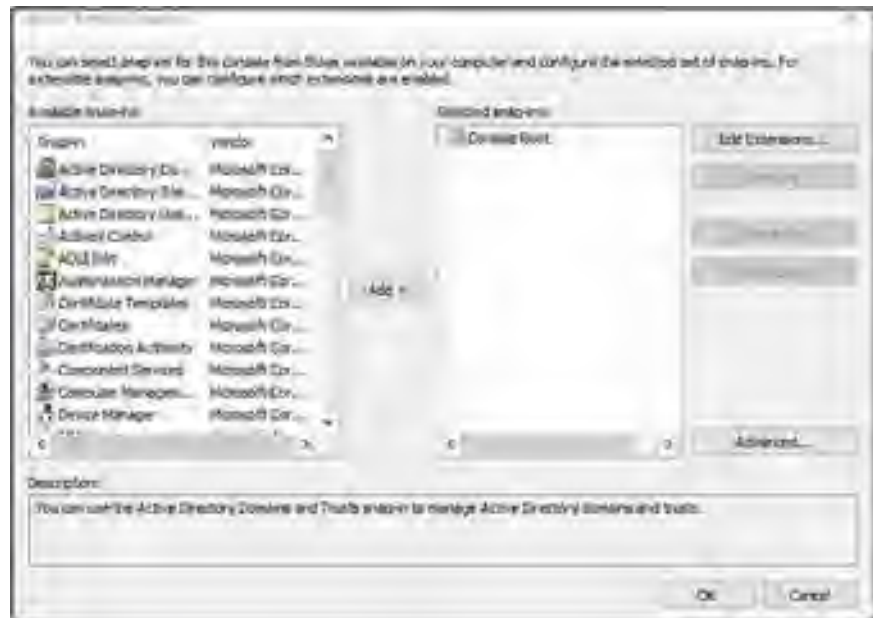 You can select snap-ins for this console from those available on your computer and configure the selected set of snap-ins. For
extensible snap-ins, you can configure which extensions are enabled.
Available snap-ins:
Selected snap-ins:
Snap-in Vendor
Active Directory Do... Microsoft Cor...
Active Directory Site... Microsoft Cor...
Active Directory Use... Microsoft Cor...
ActiveX Control Microsoft Cor...
ADSI Edit Microsoft Cor...
Authorization Manager Microsoft Cor...
Certificate Templates Microsoft Cor...
Certificates Microsoft Cor...
Certification Authority Microsoft Cor...
Component Services Microsoft Cor...
Computer Managem... Microsoft Cor...
Device Manager Microsoft Cor...
Add >
Console Root
Edit Extensions...
Advanced...
Description:
You can use the Active Directory Domains and Trusts snap-in to manage Active Directory domains and trusts.
OK
Cancel